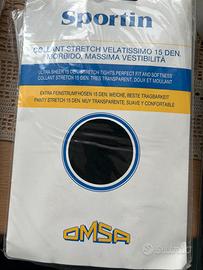 Sportin
COLLANT STRETCH VELATISSIMO 15 DEN.
MORBIDO, MASSIMA VESTIBILITÀ
ULTRA SHEER 15 DEN STRETCH TIGHTS PERFECT FIT AND SOFTNESS
COLLANT STRETCH 15 DEN. TRES TRANSPARENT, DOUX ET MOULANT
EXTRA FEINSTRUMPFHOSEN 15 DEN, WEICHE, BESTE TRAGBARKEIT
PANTY STRETCH 15 DEN. MUY TRANSPARENTE, SUAVE Y CONFORTABLE
OMSA
subito